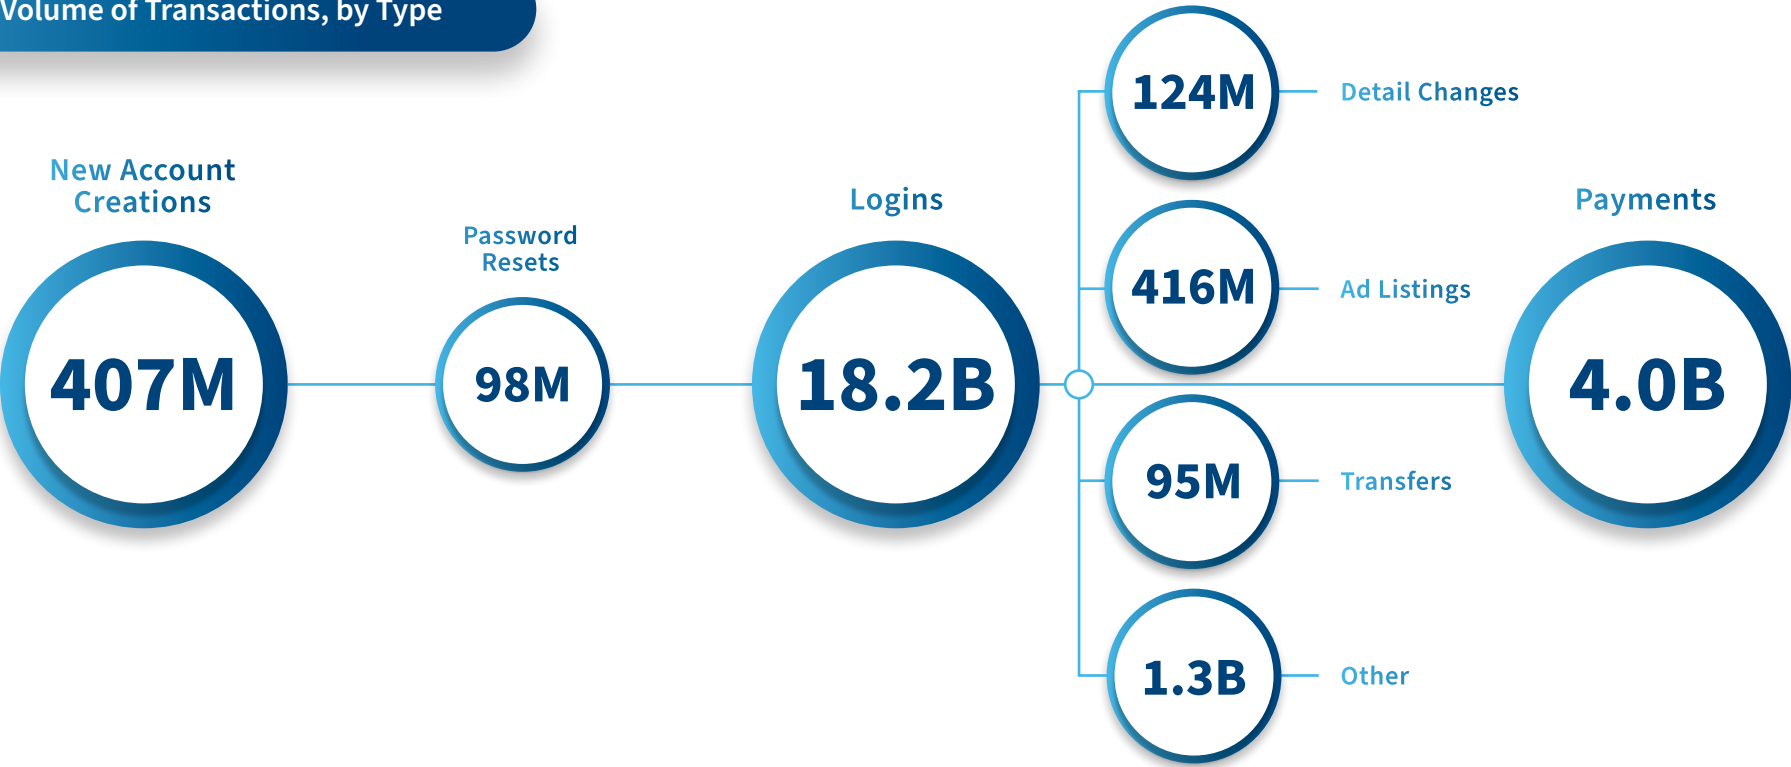 Volume of Transactions, by Type
New Account
Creations
407M
Password
Resets
98M
Logins
18.2B
124M
Detail Changes
416M
Ad Listings
95M
Transfers
1.3B
Other
Payments
4.0B